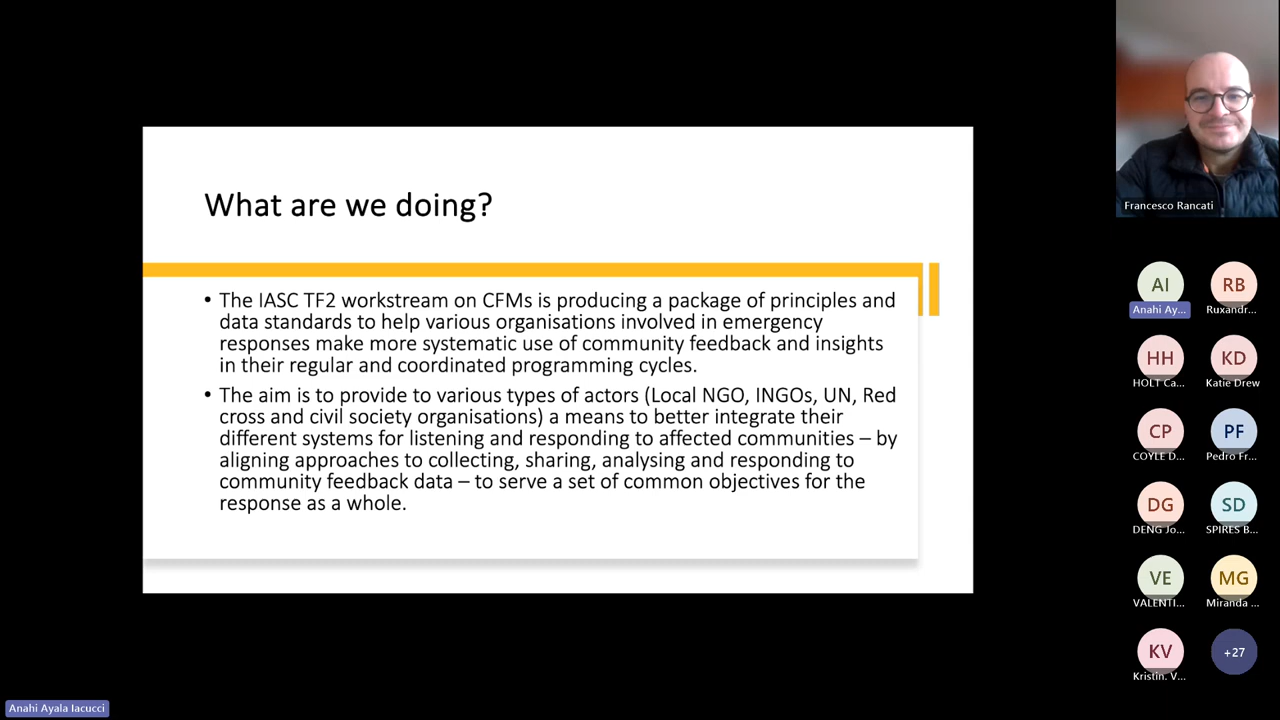 What are we doing?
• The IASC TF2 workstream on CFMs is producing a package of principles and
data standards to help various organisations involved in emergency
responses make more systematic use of community feedback and insights
in their regular and coordinated programming cycles.
• The aim is to provide to various types of actors (Local NGO, INGOs, UN, Red
cross and civil society organisations) a means to better integrate their
different systems for listening and responding to affected communities – by
aligning approaches to collecting, sharing, analysing and responding to
community feedback data – to serve a set of common objectives for the
response as a whole.
Francesco Rancati
AI
RB
Anahi Ay...
Ruxandr...
HH
KD
HOLT Ca...
Katie Drew
CP
PF
COYLE D...
Pedro Fr...
DG
SD
DENG Jo...
SPIRES B...
VE
MG
VALENTI...
Miranda ...
KV
+27
Kristin. V...
Anahi Ayala Iacucci